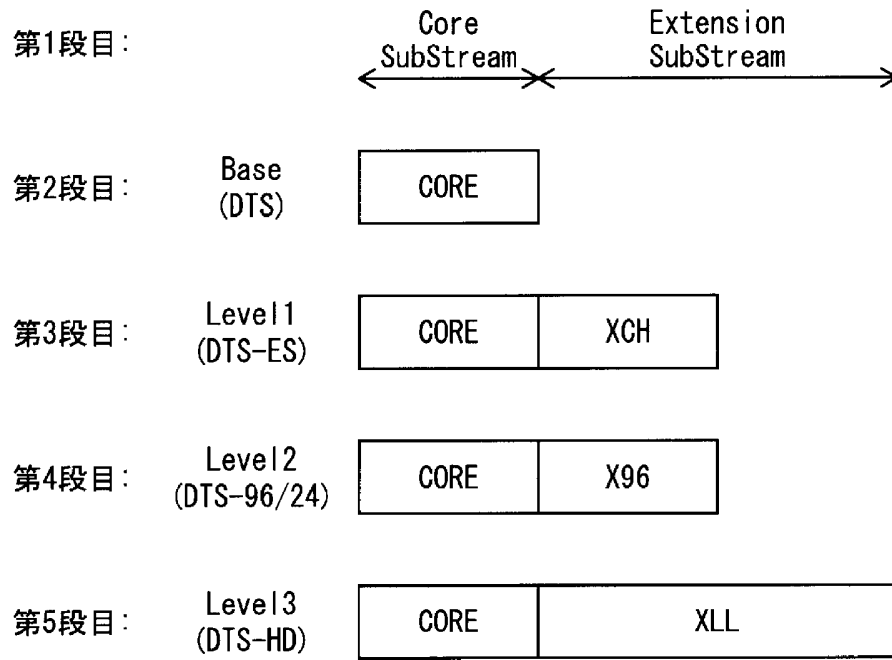 第1段目:
Core
SubStream
Extension
SubStream
第2段目:
Base
(DTS)
CORE
第3段目:
Level1
(DTS-ES)
CORE
XCH
第4段目:
Level2
(DTS-96/24)
CORE
X96
第5段目:
Level3
(DTS-HD)
CORE
XLL